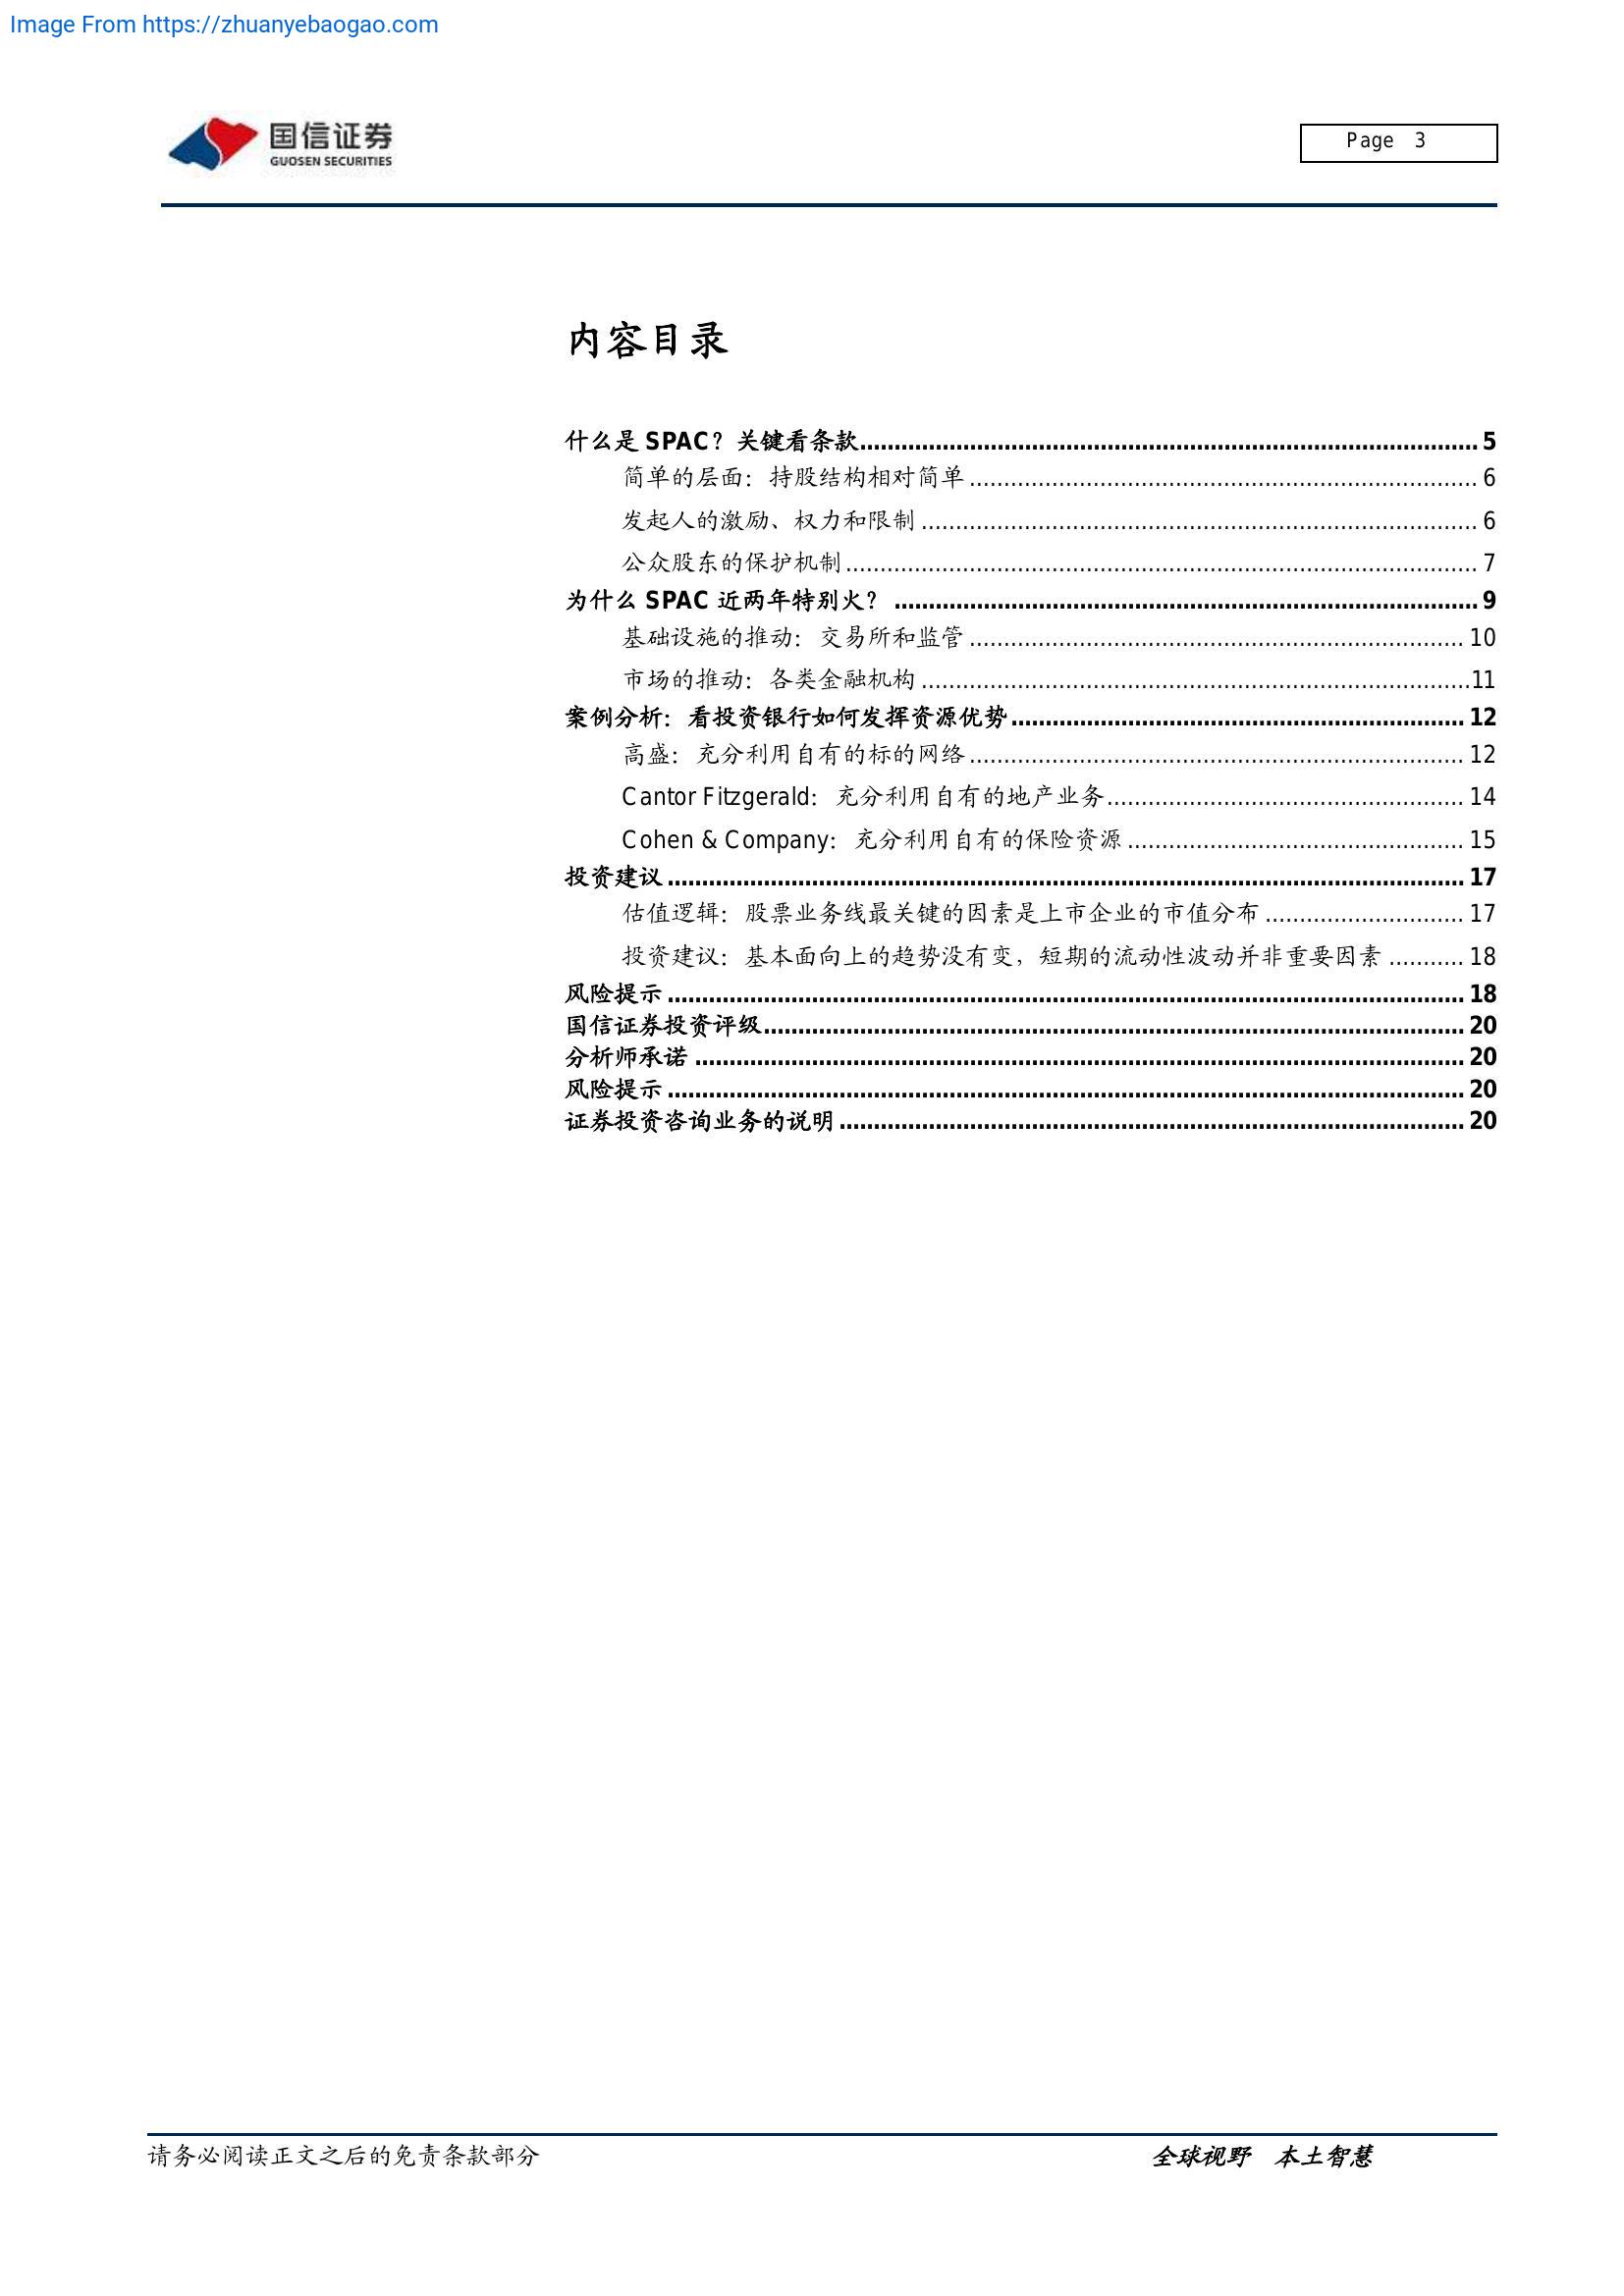 Image From https://zhuanyebaogao.com
国信证券
GUOSEN SECURITIES
Page 3
内容目录
什么是 SPAC？关键看条款 5
简单的层面：持股结构相对简单 6
发起人的激励、权力和限制 6
公众股东的保护机制 7
为什么 SPAC 近两年特别火？ 9
基础设施的推动：交易所和监管 10
市场的推动：各类金融机构 11
案例分析：看投资银行如何发挥资源优势 12
高盛：充分利用自有的标的网络 12
Cantor Fitzgerald：充分利用自有的地产业务 14
Cohen & Company：充分利用自有的保险资源 15
投资建议 17
估值逻辑：股票业务线最关键的因素是上市企业的市值分布 17
投资建议：基本面向上的趋势没有变，短期的流动性波动并非重要因素 18
风险提示 18
国信证券投资评级 20
分析师承诺 20
风险提示 20
证券投资咨询业务的说明 20
请务必阅读正文之后的免责条款部分
全球视野 本土智慧